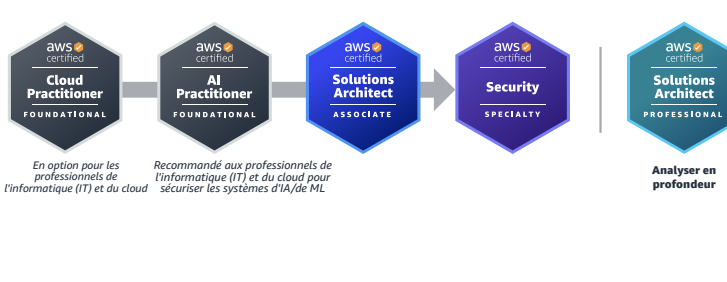 aws
certified
Cloud
Practitioner
FOUNDATIONAL
En option pour les
professionnels de
l'informatique (IT) et du cloud
aws
certified
AI
Practitioner
FOUNDATIONAL
Recommandé aux professionnels de
l'informatique (IT) et du cloud pour
sécuriser les systèmes d'IA/de ML
aws
certified
Solutions
Architect
ASSOCIATE
aws
certified
Security
SPECIALTY
aws
certified
Solutions
Architect
PROFESSIONAL
Analyser en
profondeur